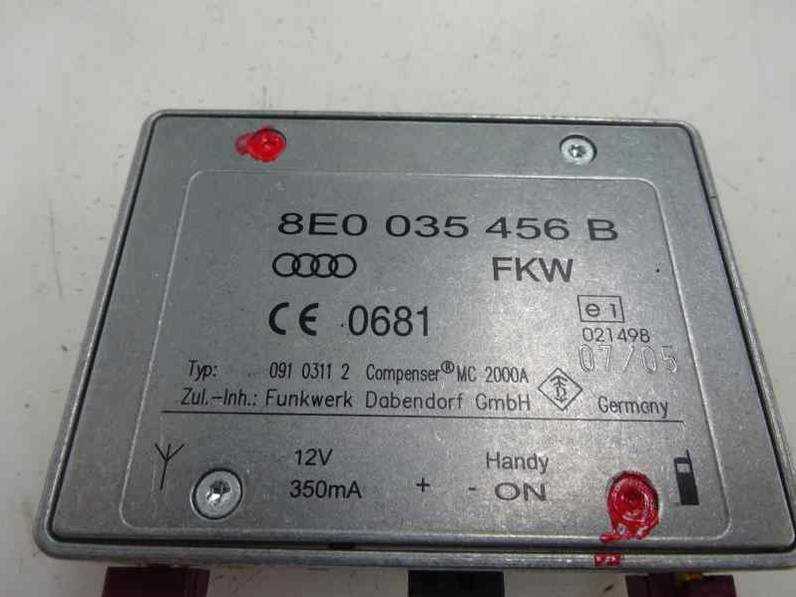 8E0 035 456 B
FKW
CE 0681
e1
021498
07/05
Typ: 091 0311 2 Compenser® MC 2000A
Zul.-Inh.: Funkwerk Dabendorf GmbH Germany
12V Handy
350mA + - ON